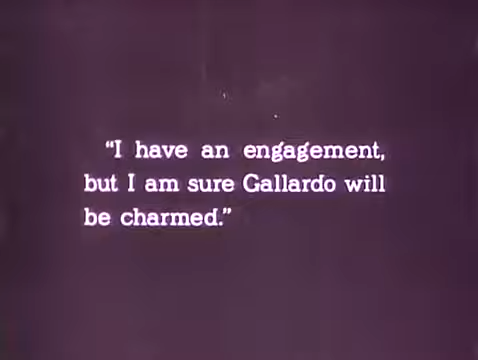 "I have an engagement,
but I am sure Gallardo will
be charmed."